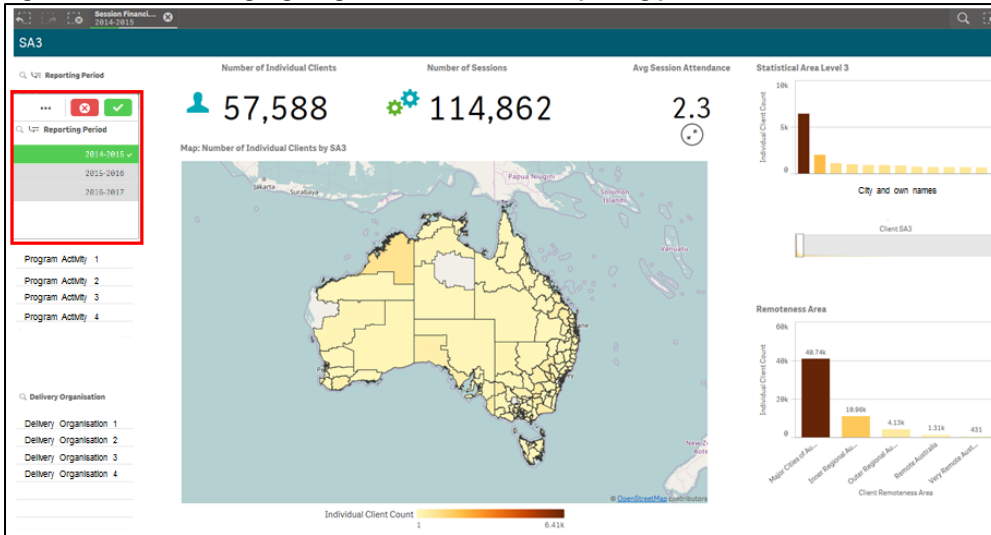 Session Financi...
2014-2015
SA3
Reporting Period
Number of Individual Clients
Number of Sessions
Avg Session Attendance
Statistical Area Level 3
57,588
114,862
2.3
...
Reporting Period
2014-2015
2015-2016
2016-2017
Program Activity 1
Program Activity 2
Program Activity 3
Program Activity 4
Delivery Organisation
Delivery Organisation 1
Delivery Organisation 2
Delivery Organisation 3
Delivery Organisation 4
Map: Number of Individual Clients by SA3
Jakarta
Surabaya
Papua Niugini
Solomon
Islands
Vanuatu
New Z
© OpenStreetMap contributors
Individual Client Count
1
6.41k
Individual Client Count
10k
5k
0
City and own names
Client SA3
Remoteness Area
Individual Client Count
60k
40k
20k
0
40.74k
10.96k
4.13k
1.31k
431
Major Cities of Au...
Inner Regional Au...
Outer Regional Au...
Remote Australia
Very Remote Aust...
Client Remoteness Area